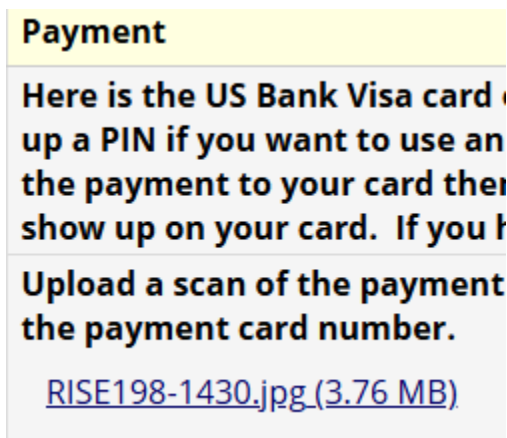 Payment
Here is the US Bank Visa card
up a PIN if you want to use an
the payment to your card
show up on your card. If you
Upload a scan of the payment
the payment card number.
RISE198-1430.jpg (3.76 MB)